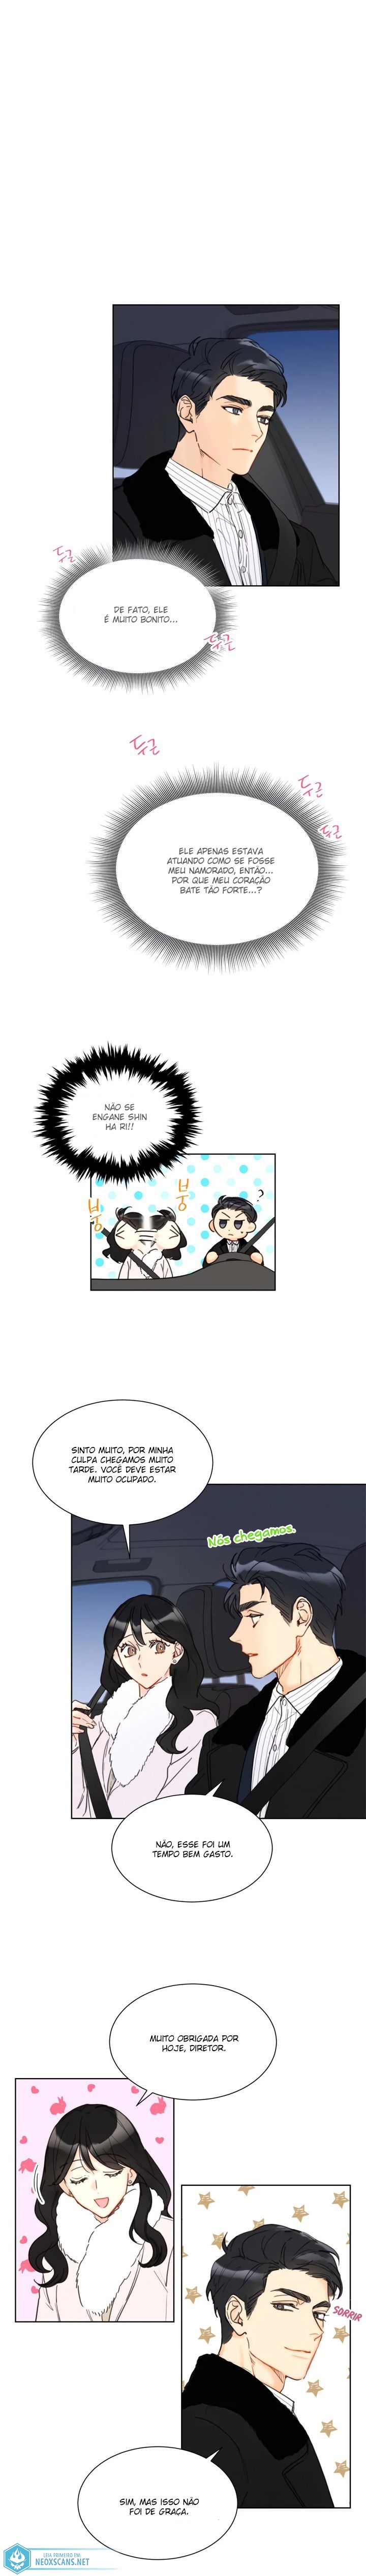 두근
DE FATO, ELE
É MUITO BONITO...
두근
두근
두근
두근
ELE APENAS ESTAVA
ATUANDO COMO SE FOSSE
MEU NAMORADO, ENTÃO...
POR QUE MEU CORAÇÃO
BATE TÃO FORTE...?
NÃO SE
ENGANE SHIN
HA RI!!
붕
붕
?
SINTO MUITO, POR MINHA
CULPA CHEGAMOS MUITO
TARDE. VOCÊ DEVE ESTAR
MUITO OCUPADO.
Nós chegamos.
NÃO, ESSE FOI UM
TEMPO BEM GASTO.
MUITO OBRIGADA POR
HOJE, DIRETOR.
SORRIR
SIM, MAS ISSO NÃO
FOI DE GRAÇA.
LEIA PRIMEIRO EM:
NEOXSCANS.NET